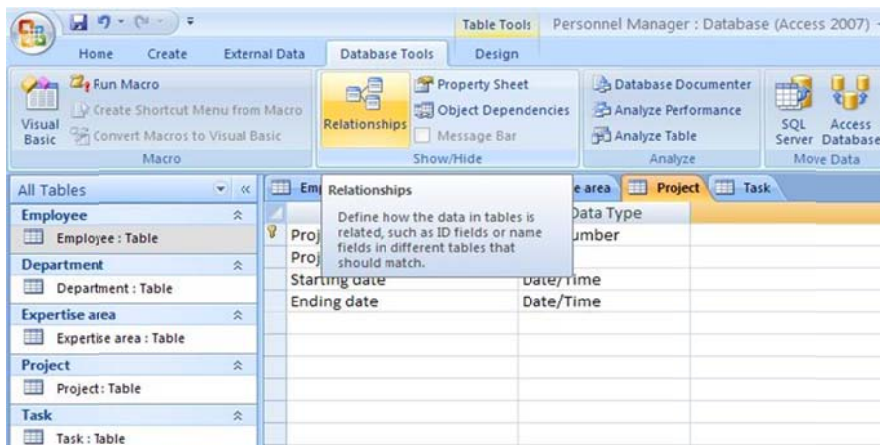 Table Tools Personnel Manager : Database (Access 2007)
Home Create External Data Database Tools Design
Visual Basic
Run Macro
Create Shortcut Menu from Macro
Convert Macros to Visual Basic
Macro
Relationships
Property Sheet
Object Dependencies
Message Bar
Show/Hide
Database Documenter
Analyze Performance
Analyze Table
Analyze
SQL Server
Access Database
Move Data
All Tables
Employee
Employee : Table
Department
Department : Table
Expertise area
Expertise area : Table
Project
Project : Table
Task
Task : Table
e area Project Task
Relationships
Define how the data in tables is
related, such as ID fields or name
fields in different tables that
should match.
Data Type
Starting date Date/Time
Ending date Date/Time